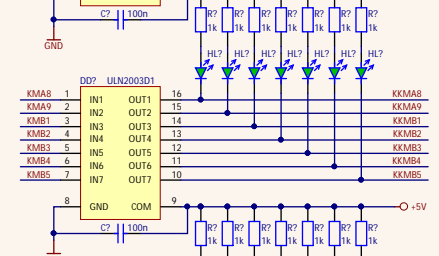 C? 100n R? R? R? R? R? R? R?
1k 1k 1k 1k 1k 1k 1k
GND
HL? HL? HL? HL? HL? HL? HL?
DD? ULN2003D1
KMA8 1 IN1 OUT1 16 KKMA8
KMA9 2 IN2 OUT2 15 KKMA9
KMB1 3 IN3 OUT3 14 KKMB1
KMB2 4 IN4 OUT4 13 KKMB2
KMB3 5 IN5 OUT5 12 KKMB3
KMB4 6 IN6 OUT6 11 KKMB4
KMB5 7 IN7 OUT7 10 KKMB5
8 GND COM 9 +5V
C? 100n R? R? R? R? R? R? R?
1k 1k 1k 1k 1k 1k 1k